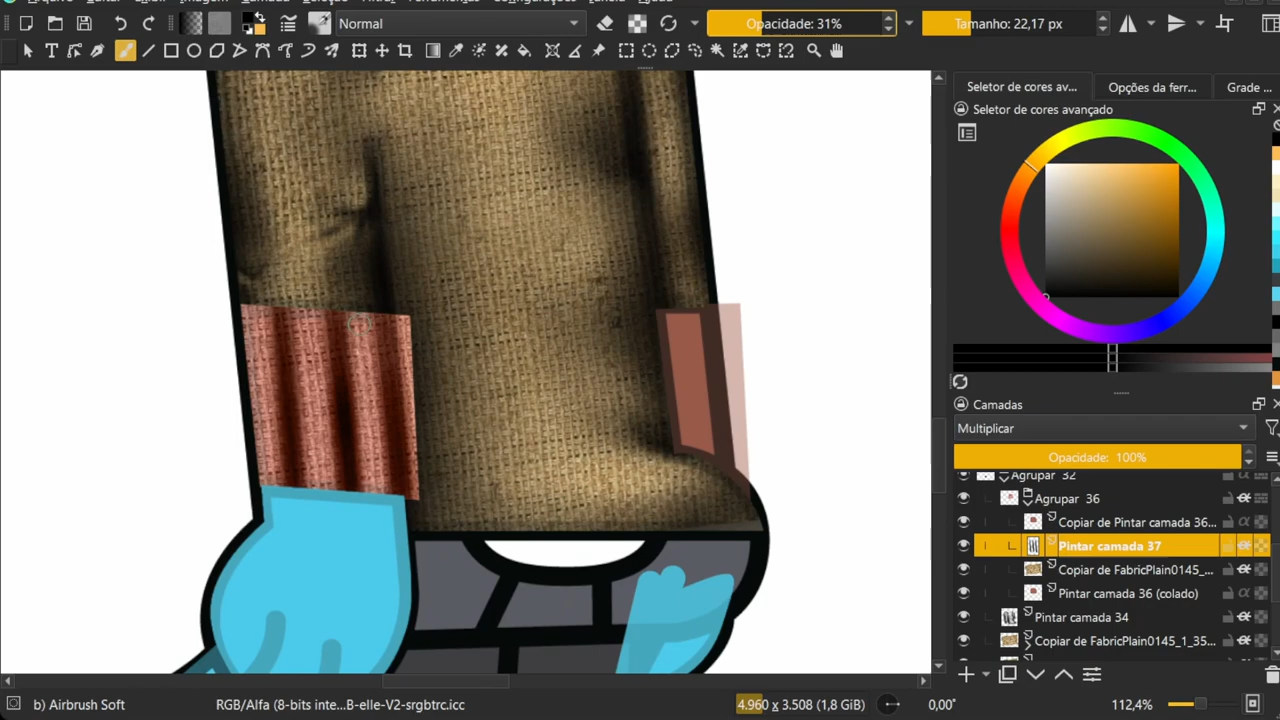 Normal
Opacidade: 31%
Tamanho: 22,17 px
Seletor de cores av...
Opções da ferr...
Grade ...
Seletor de cores avançado
Camadas
Multiplicar
Opacidade: 100%
Agrupar 32
Agrupar 36
Copiar de Pintar camada 36...
Pintar camada 37
Copiar de FabricPlain0145_...
Pintar camada 36 (colado)
Pintar camada 34
Copiar de FabricPlain0145_1_35...
b) Airbrush Soft
RGB/Alfa (8-bits inte...B-elle-V2-srgbtrc.icc
4.960 x 3.508 (1,8 GiB)
0,00°
112,4%